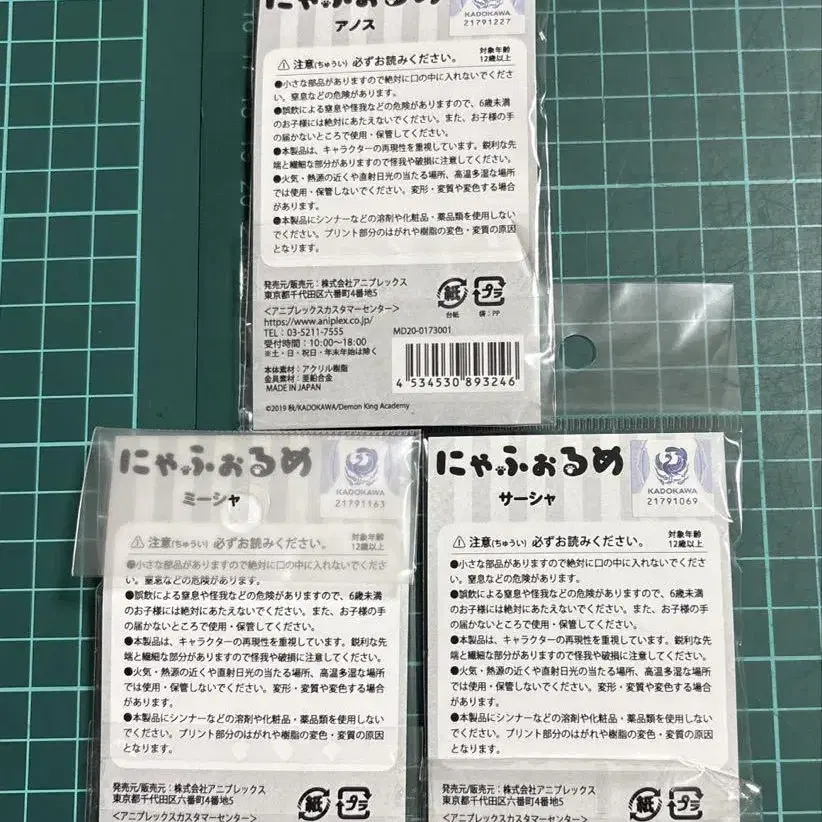 にゃふぉるめ
アノス
KADOKAWA
21791227
⚠注意(ちゅうい) 必ずお読みください。
対象年齢
12歳以上
●小さな部品がありますので絶対に口の中に入れないでくださ
い。窒息などの危険があります。
●誤飲による窒息や怪我などの危険がありますので、6歳未満
のお子様には絶対にあたえないでください。また、お子様の手
の届かないところで使用・保管してください。
●本製品は、キャラクターの再現性を重視しています。鋭利な先
端と繊細な部分がありますので怪我や破損に注意してください。
●火気・熱源の近くや直射日光の当たる場所、高温多湿な場所
では使用・保管しないでください。変形・変質や変色する場合
があります。
●本製品にシンナーなどの溶剤や化粧品・薬品類を使用しない
でください。プリント部分のはがれや樹脂の変色・変質の原因
となります。
発売元/販売元：株式会社アニプレックス
東京都千代田区六番町4番地5
<アニプレックスカスタマーセンター>
https://www.aniplex.co.jp/
TEL：03-5211-7555
受付時間：10:00〜18:00
※土・日・祝日・年末年始は除く
紙
台紙
プラ
袋：PP
MD20-0173001
本体素材：アクリル樹脂
金具素材：亜鉛合金
MADE IN JAPAN
4 534530 893246
©2019 秋/KADOKAWA/Demon King Academy
にゃふぉるめ
ミーシャ
KADOKAWA
21791163
⚠注意(ちゅうい) 必ずお読みください。
対象年齢
12歳以上
●小さな部品がありますので絶対に口の中に入れないでくださ
い。窒息などの危険があります。
●誤飲による窒息や怪我などの危険がありますので、6歳未満
のお子様には絶対にあたえないでください。また、お子様の手
の届かないところで使用・保管してください。
●本製品は、キャラクターの再現性を重視しています。鋭利な先
端と繊細な部分がありますので怪我や破損に注意してください。
●火気・熱源の近くや直射日光の当たる場所、高温多湿な場所
では使用・保管しないでください。変形・変質や変色する場合
があります。
●本製品にシンナーなどの溶剤や化粧品・薬品類を使用しない
でください。プリント部分のはがれや樹脂の変色・変質の原因
となります。
発売元/販売元：株式会社アニプレックス
東京都千代田区六番町4番地5
<アニプレックスカスタマーセンター>
紙
プラ
にゃふぉるめ
サーシャ
KADOKAWA
21791069
⚠注意(ちゅうい) 必ずお読みください。
対象年齢
12歳以上
●小さな部品がありますので絶対に口の中に入れないでくださ
い。窒息などの危険があります。
●誤飲による窒息や怪我などの危険がありますので、6歳未満
のお子様には絶対にあたえないでください。また、お子様の手
の届かないところで使用・保管してください。
●本製品は、キャラクターの再現性を重視しています。鋭利な先
端と繊細な部分がありますので怪我や破損に注意してください。
●火気・熱源の近くや直射日光の当たる場所、高温多湿な場所
では使用・保管しないでください。変形・変質や変色する場合
があります。
●本製品にシンナーなどの溶剤や化粧品・薬品類を使用しない
でください。プリント部分のはがれや樹脂の変色・変質の原因
となります。
発売元/販売元：株式会社アニプレックス
東京都千代田区六番町4番地5
<アニプレックスカスタマーセンター>
紙
プラ